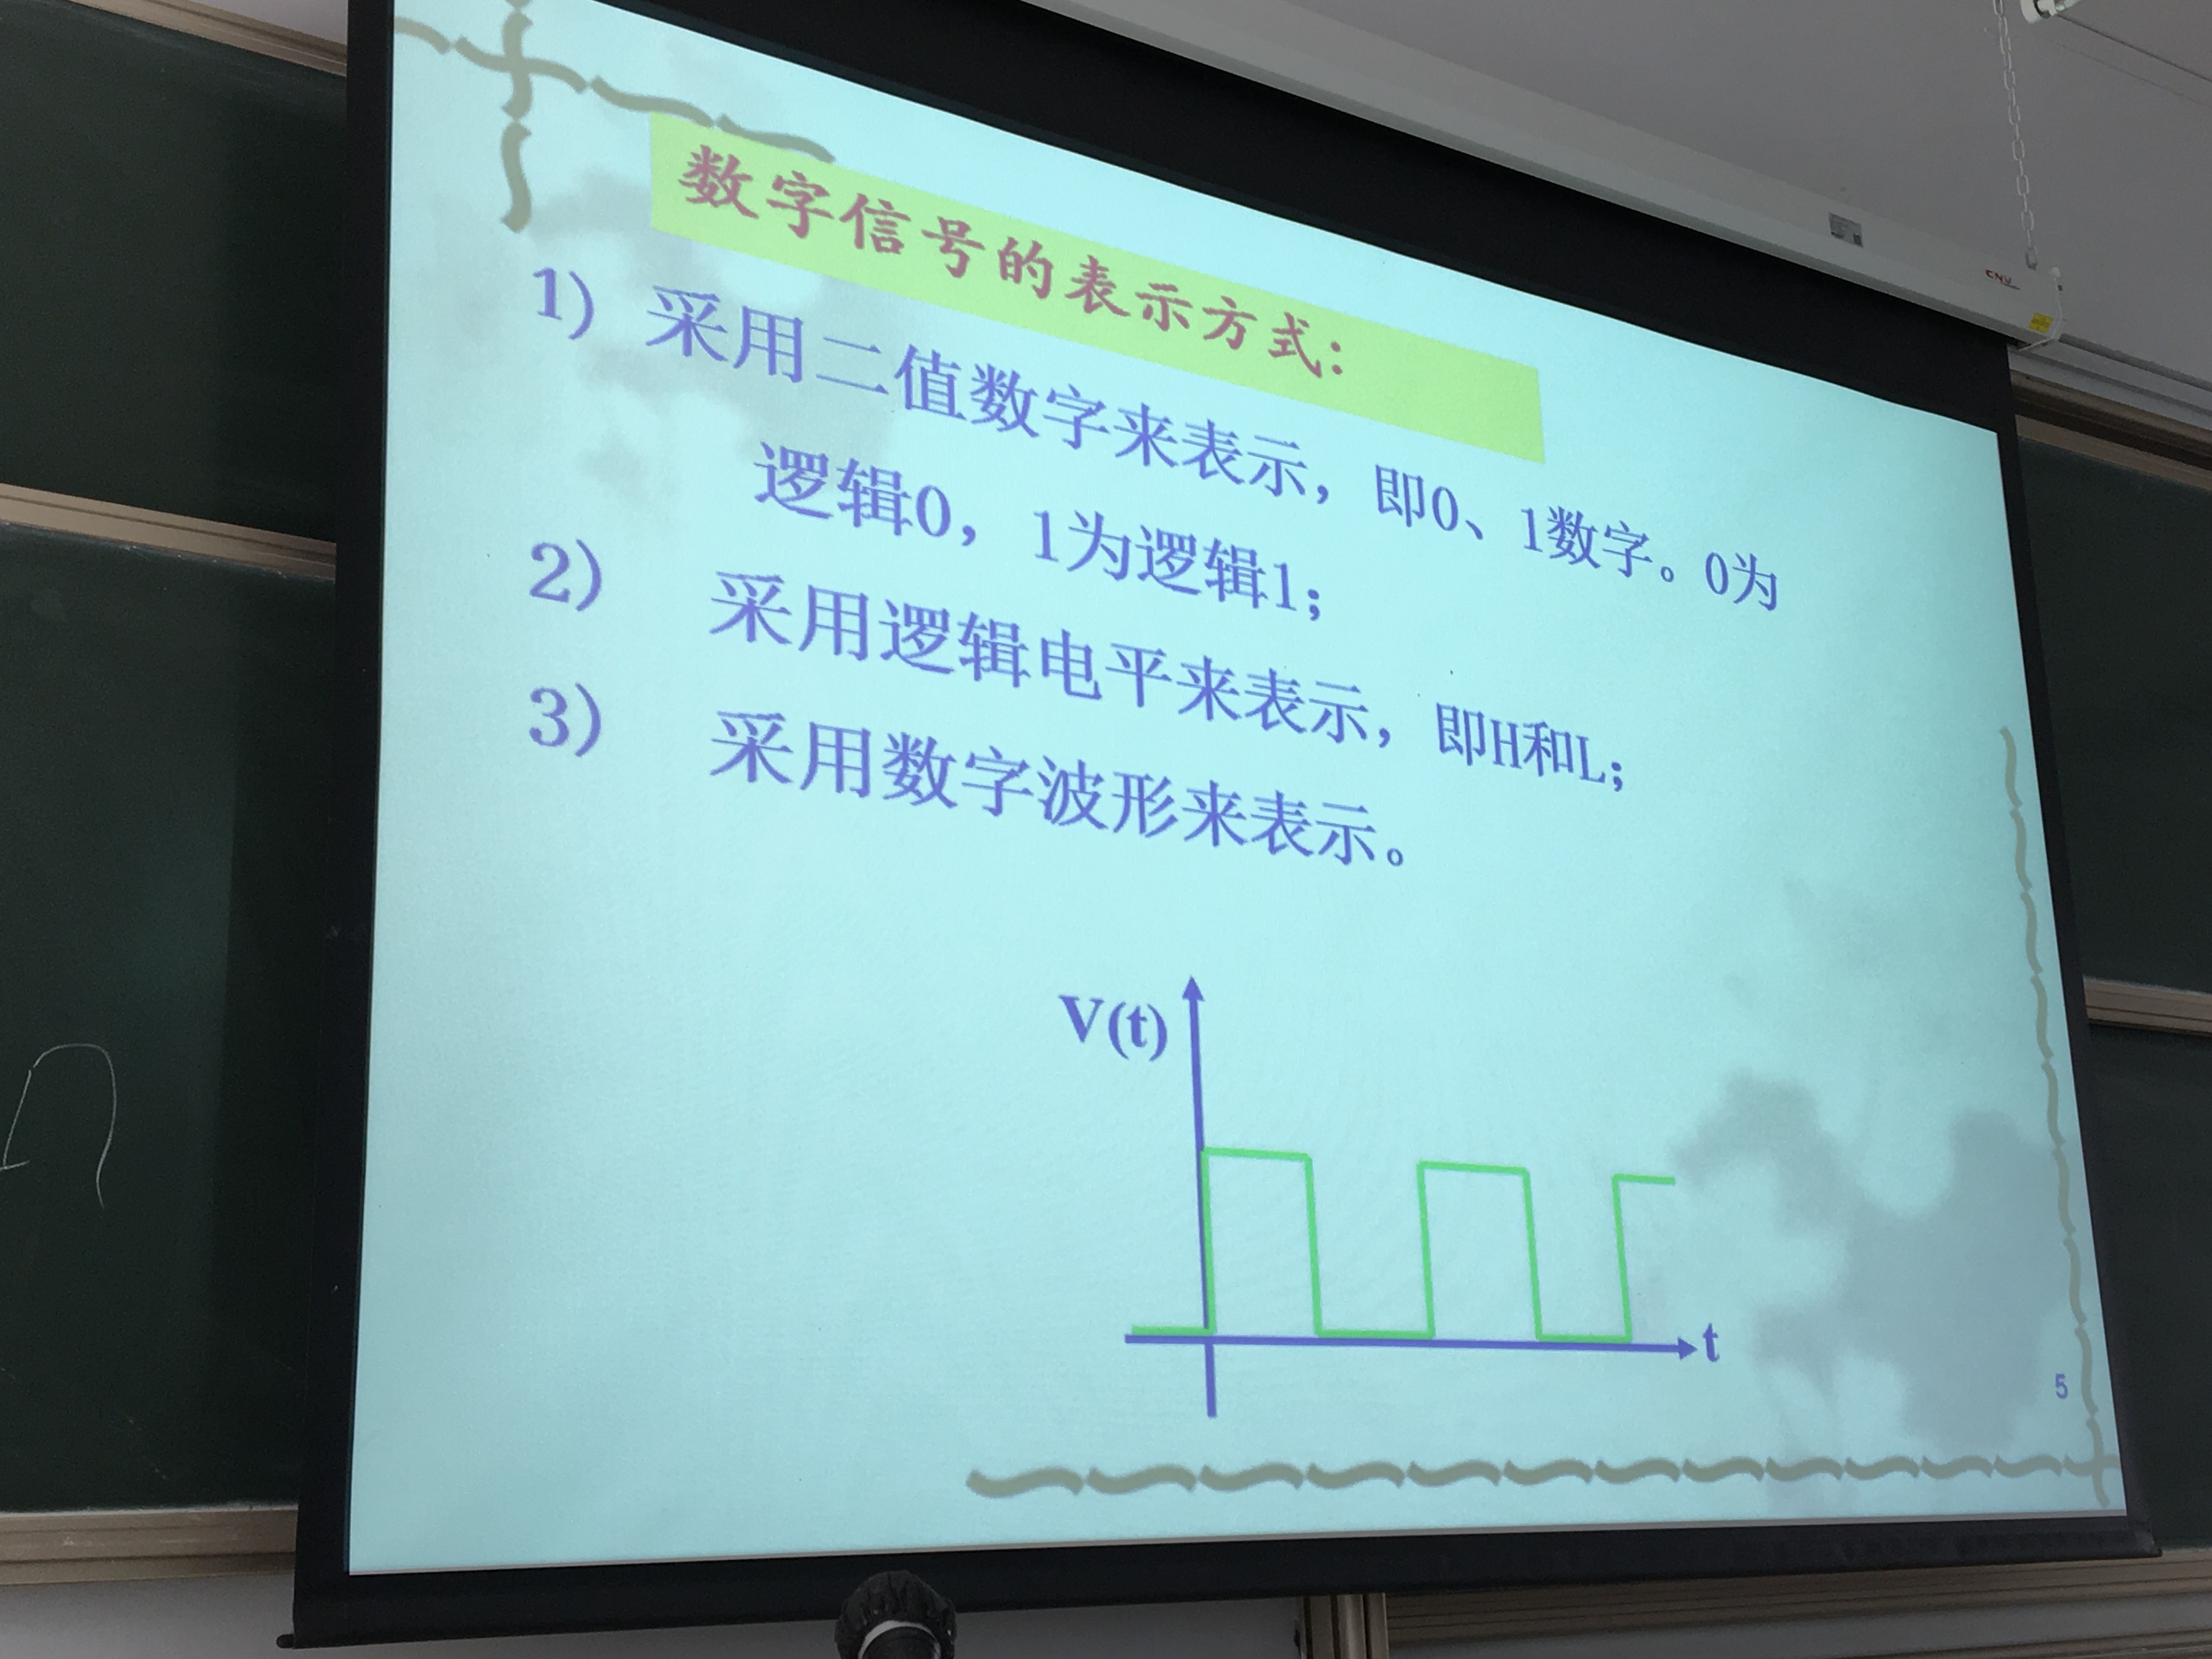 数字信号的表示方式:
1) 采用二值数字来表示，即0、1数字。0为
逻辑0，1为逻辑1；
2) 采用逻辑电平来表示，即H和L；
3) 采用数字波形来表示。
V(t)
t
5